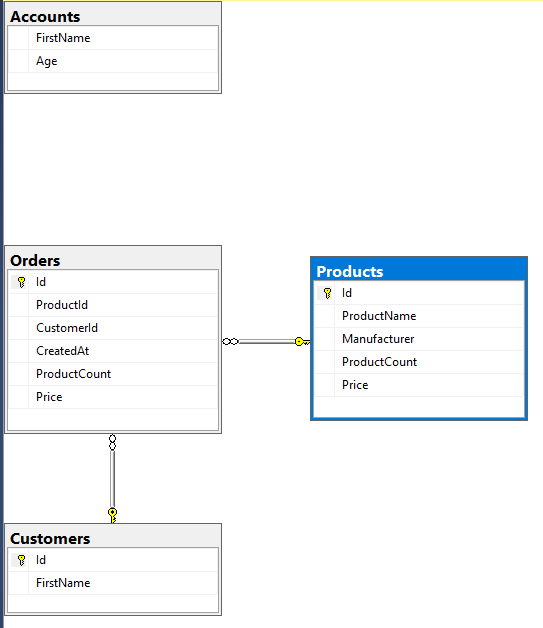 Accounts
FirstName
Age
Orders
Id
ProductId
CustomerId
CreatedAt
ProductCount
Price
Products
Id
ProductName
Manufacturer
ProductCount
Price
Customers
Id
FirstName